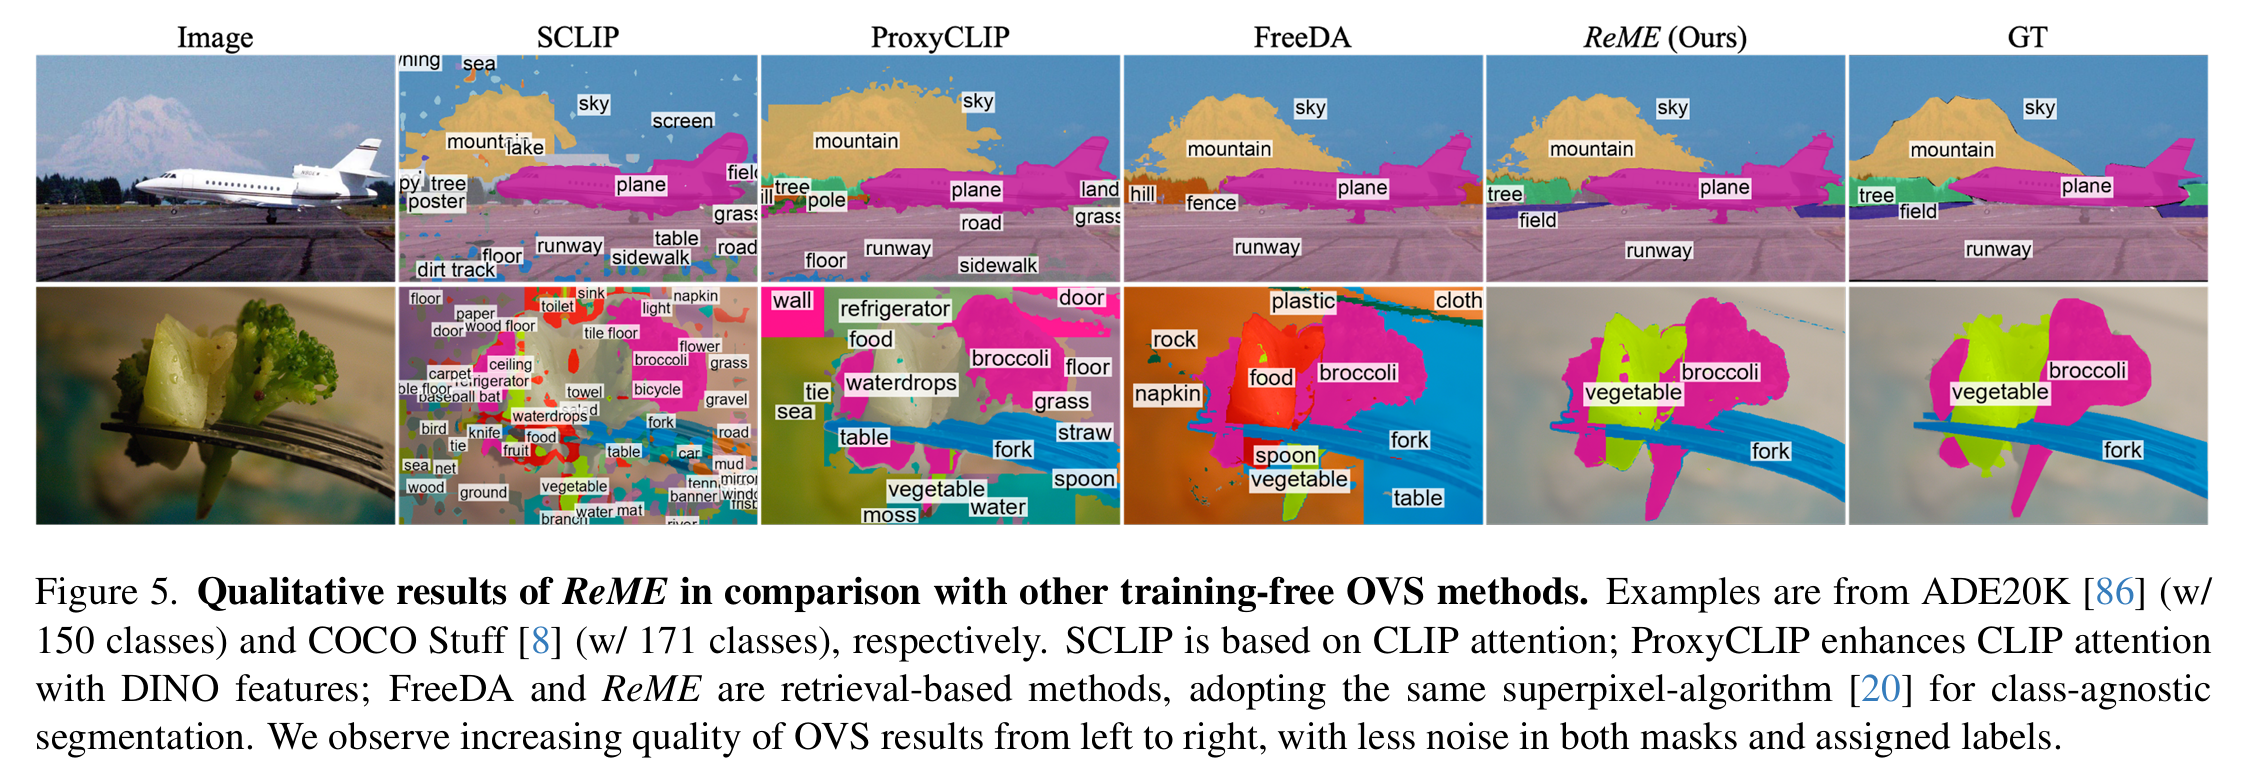 Image SCLIP ProxyCLIP FreeDA ReME (Ours) GT
sea
sky
screen
mountain
lake
tree
plane
poster
grass
runway
table
road
floor
sidewalk
dirt track
sky
mountain
tree
plane
land
pole
grass
road
runway
floor
sidewalk
sky
mountain
hill
plane
fence
runway
sky
mountain
tree
plane
field
runway
sky
mountain
tree
plane
field
runway
floor
sink
napkin
paper
toilet
light
door
wood floor
tile floor
flower
ceiling
broccoli
grass
carpet
refrigerator
towel
bicycle
baseball bat
gravel
waterdrops
bird
knife
food
fork
road
tie
fruit
table
car
sea
net
mud
wood
ground
vegetable
banner
water
mat
branch
wall
refrigerator
door
food
broccoli
floor
waterdrops
tie
sea
grass
table
fork
straw
spoon
vegetable
moss
water
plastic
cloth
rock
food
broccoli
napkin
fork
spoon
vegetable
table
broccoli
vegetable
fork
broccoli
vegetable
fork
Figure 5. Qualitative results of ReME in comparison with other training-free OVS methods. Examples are from ADE20K [86] (w/
150 classes) and COCO Stuff [8] (w/ 171 classes), respectively. SCLIP is based on CLIP attention; ProxyCLIP enhances CLIP attention
with DINO features; FreeDA and ReME are retrieval-based methods, adopting the same superpixel-algorithm [20] for class-agnostic
segmentation. We observe increasing quality of OVS results from left to right, with less noise in both masks and assigned labels.